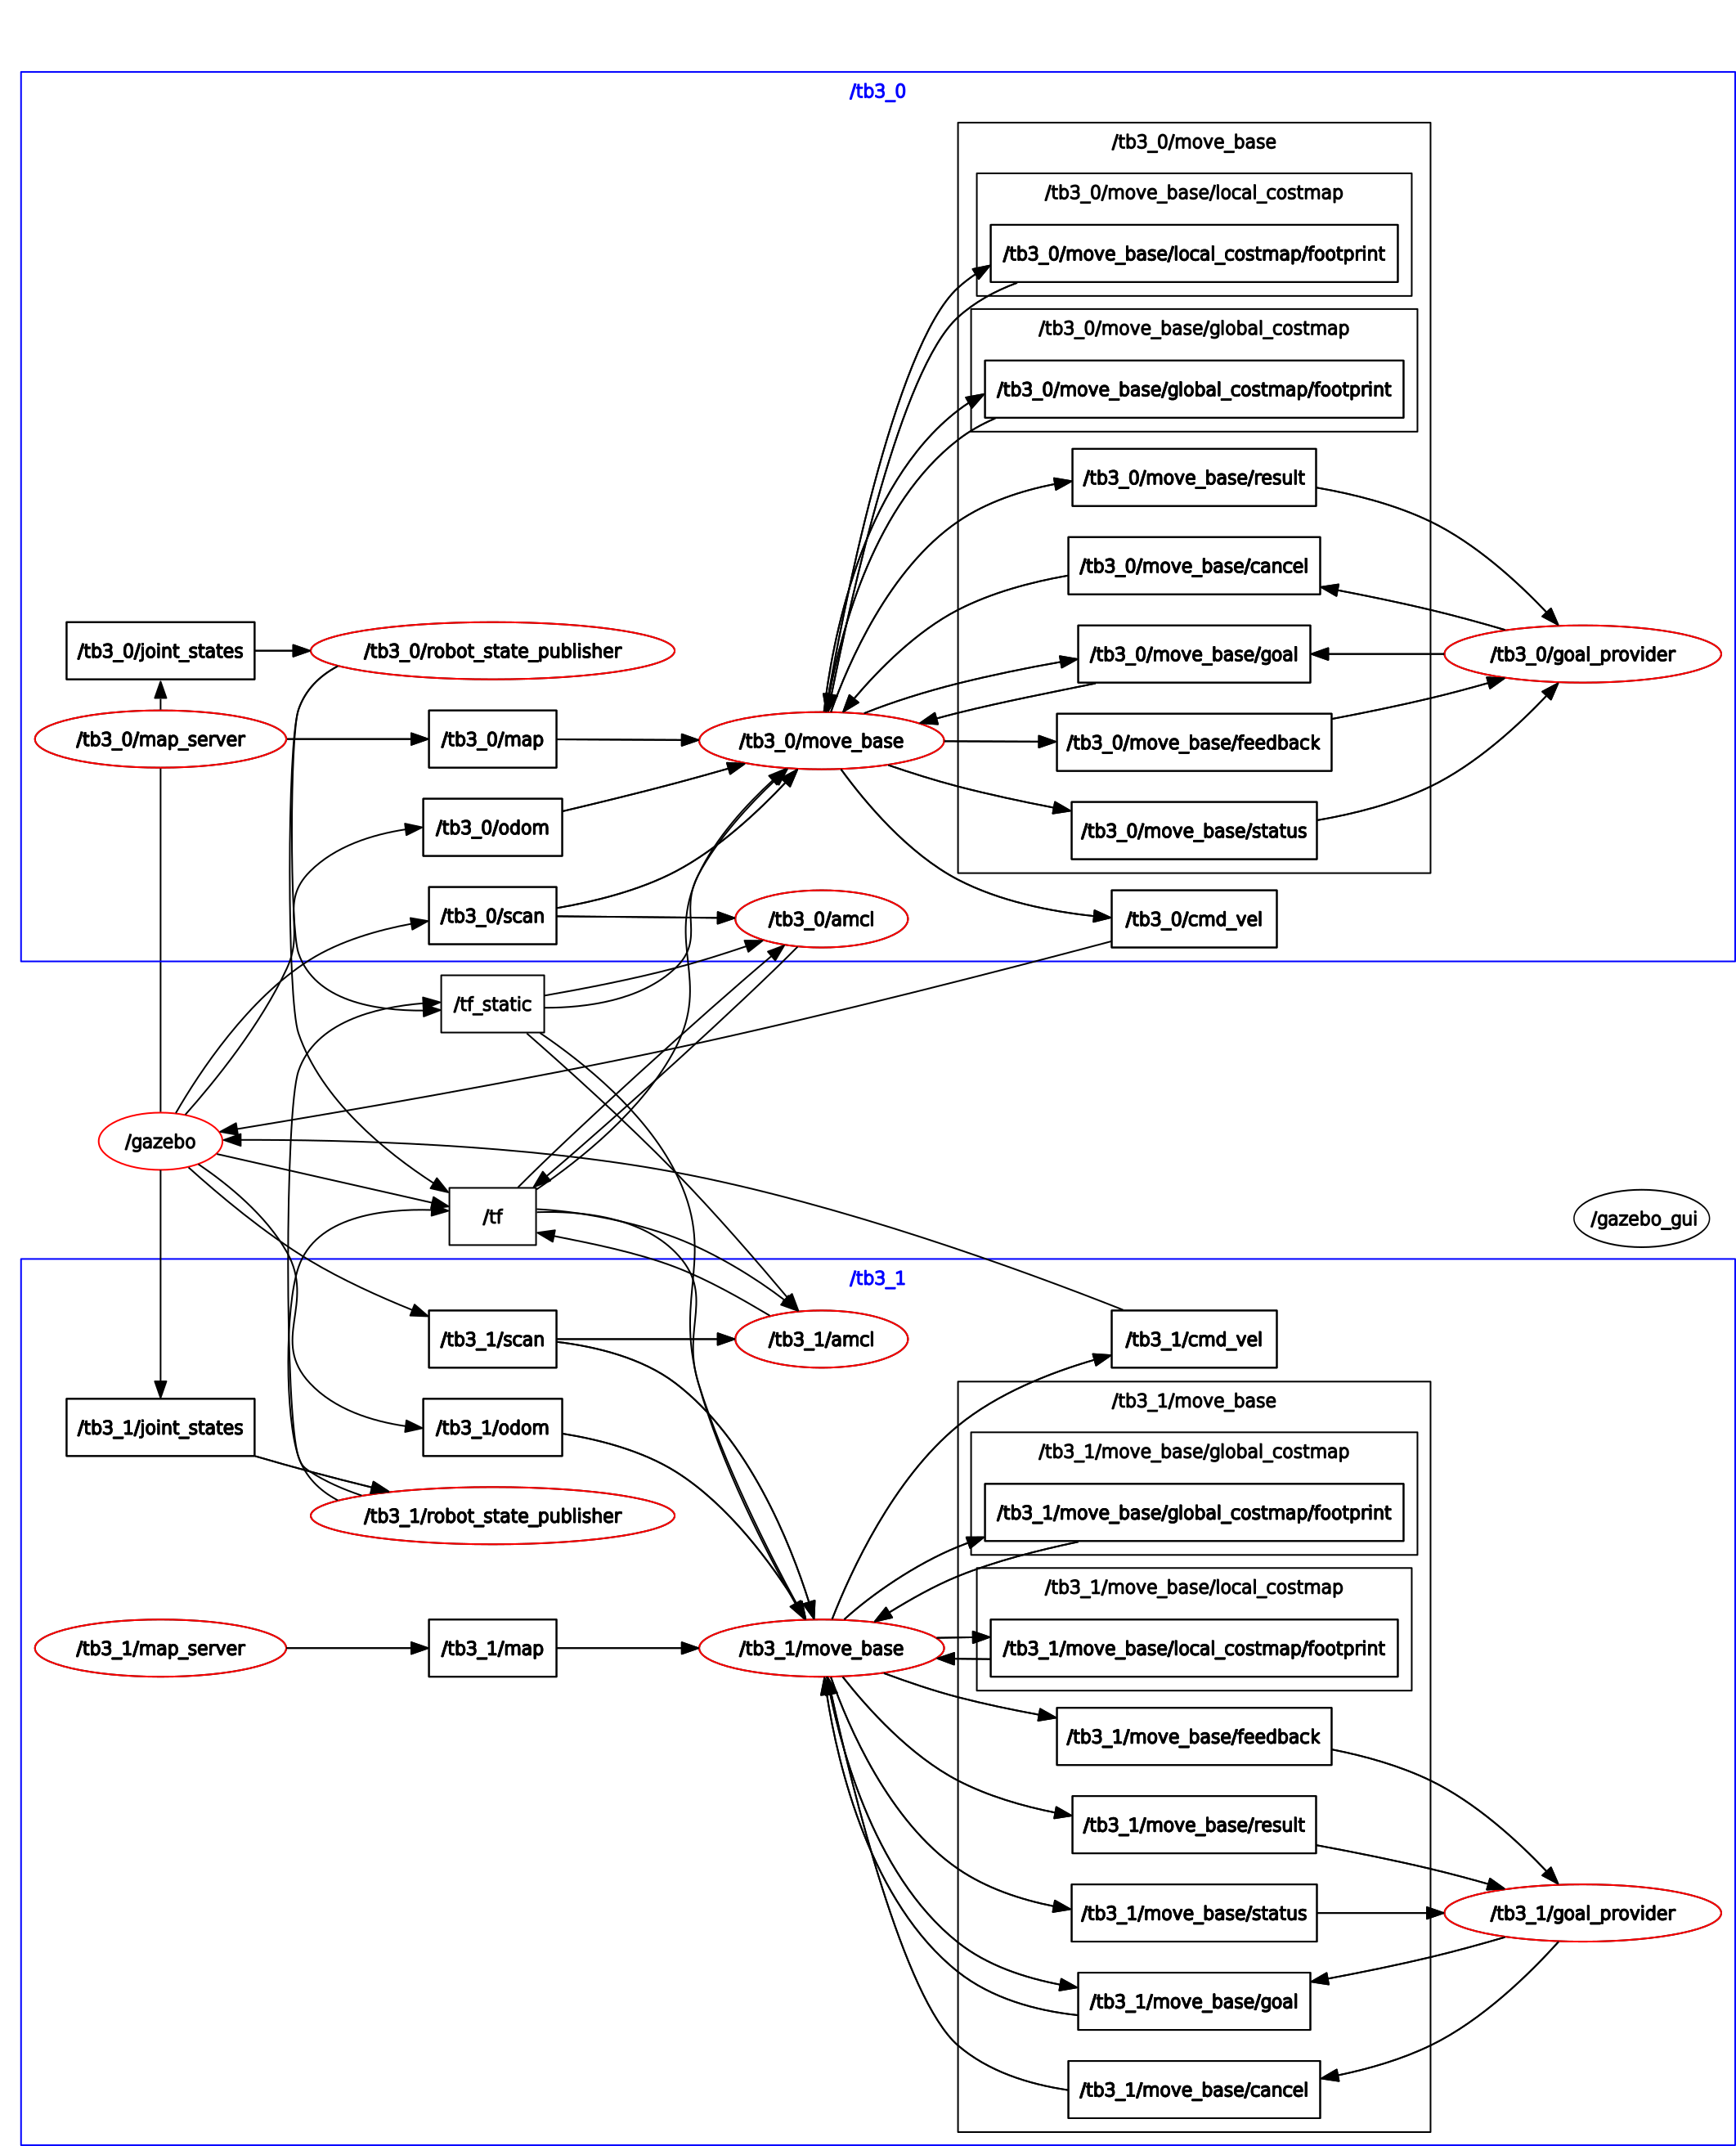 /tb3_0
/tb3_0/move_base
/tb3_0/move_base/local_costmap
/tb3_0/move_base/local_costmap/footprint
/tb3_0/move_base/global_costmap
/tb3_0/move_base/global_costmap/footprint
/tb3_0/move_base/result
/tb3_0/move_base/cancel
/tb3_0/joint_states
/tb3_0/robot_state_publisher
/tb3_0/move_base/goal
/tb3_0/goal_provider
/tb3_0/map_server
/tb3_0/map
/tb3_0/move_base
/tb3_0/move_base/feedback
/tb3_0/odom
/tb3_0/move_base/status
/tb3_0/scan
/tb3_0/amcl
/tb3_0/cmd_vel
/tf_static
/gazebo
/tf
/gazebo_gui
/tb3_1
/tb3_1/scan
/tb3_1/amcl
/tb3_1/cmd_vel
/tb3_1/move_base
/tb3_1/joint_states
/tb3_1/odom
/tb3_1/move_base/global_costmap
/tb3_1/robot_state_publisher
/tb3_1/move_base/global_costmap/footprint
/tb3_1/move_base/local_costmap
/tb3_1/map_server
/tb3_1/map
/tb3_1/move_base
/tb3_1/move_base/local_costmap/footprint
/tb3_1/move_base/feedback
/tb3_1/move_base/result
/tb3_1/move_base/status
/tb3_1/goal_provider
/tb3_1/move_base/goal
/tb3_1/move_base/cancel